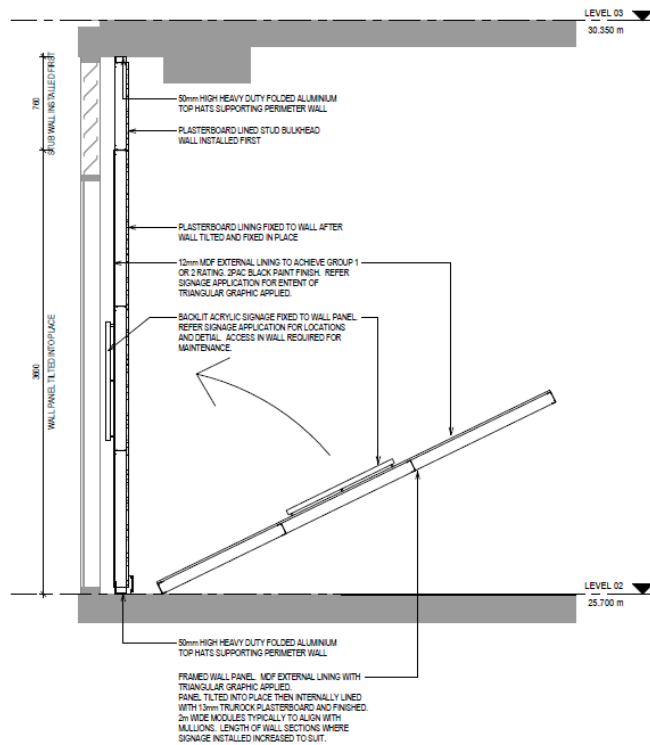 LEVEL 03
30.350 m
760
STUB WALL INSTALLED FIRST
50mm HIGH HEAVY DUTY FOLDED ALUMINIUM
TOP HATS SUPPORTING PERIMETER WALL
PLASTERBOARD LINED STUD BULKHEAD
WALL INSTALLED FIRST
PLASTERBOARD LINING FIXED TO WALL AFTER
WALL TILTED AND FIXED IN PLACE
12mm MDF EXTERNAL LINING TO ACHIEVE GROUP 1
OR 2 RATING. 2PAC BLACK PAINT FINISH. REFER
SIGNAGE APPLICATION FOR ENTENT OF
TRIANGULAR GRAPHIC APPLIED.
BACKLIT ACRYLIC SIGNAGE FIXED TO WALL PANEL.
REFER SIGNAGE APPLICATION FOR LOCATIONS
AND DETIAL. ACCESS IN WALL REQUIRED FOR
MAINTENANCE.
3600
WALL PANEL TILTED INTO PLACE
LEVEL 02
25.700 m
50mm HIGH HEAVY DUTY FOLDED ALUMINIUM
TOP HATS SUPPORTING PERIMETER WALL
FRAMED WALL PANEL. MDF EXTERNAL LINING WITH
TRIANGULAR GRAPHIC APPLIED.
PANEL TILTED INTO PLACE THEN INTERNALLY LINED
WITH 13mm TRUROCK PLASTERBOARD AND FINISHED.
2m WIDE MODULES TYPICALLY TO ALIGN WITH
MULLIONS. LENGTH OF WALL SECTIONS WHERE
SIGNAGE INSTALLED INCREASED TO SUIT.